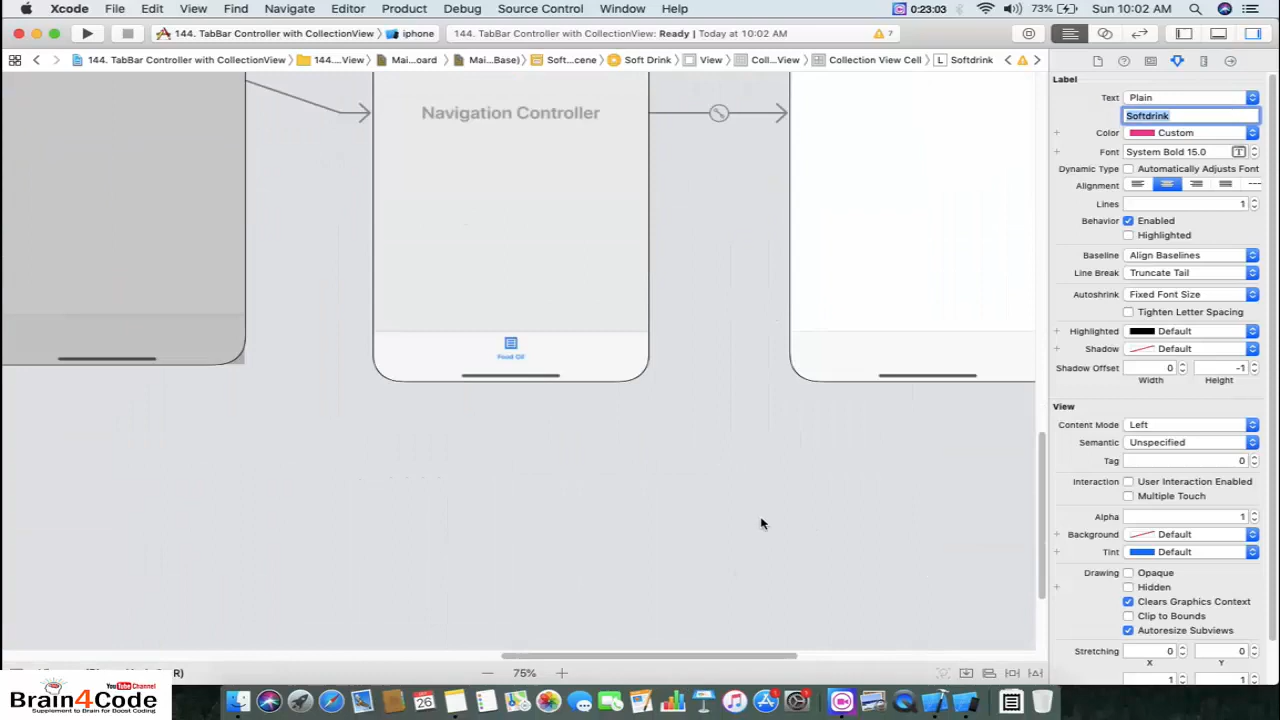 Xcode File Edit View Find Navigate Editor Product Debug Source Control Window Help 0:23:03 73% Sun 10:02 AM
144. TabBar Controller with CollectionView iphone 144. TabBar Controller with CollectionView: Ready | Today at 10:02 AM 7
144. TabBar Controller with CollectionView 144....View Mai...oard Mai...Base) Soft...cene Soft Drink View Coll...View Collection View Cell L Softdrink
Label
Text Plain
Softdrink
Color Custom
Font System Bold 15.0
Dynamic Type Automatically Adjusts Font
Alignment
Lines 1
Behavior Enabled
Highlighted
Baseline Align Baselines
Line Break Truncate Tail
Autoshrink Fixed Font Size
Tighten Letter Spacing
Highlighted Default
Shadow Default
Shadow Offset 0 -1
Width Height
View
Content Mode Left
Semantic Unspecified
Tag 0
Interaction User Interaction Enabled
Multiple Touch
Alpha 1
Background Default
Tint Default
Drawing Opaque
Hidden
Clears Graphics Context
Clip to Bounds
Autoresize Subviews
Stretching 0 0
X Y
1 1
Navigation Controller
Food Gif
R) 75%
YouTube Channel
Brain4Code
Supplement to Brain for Boost Coding
26